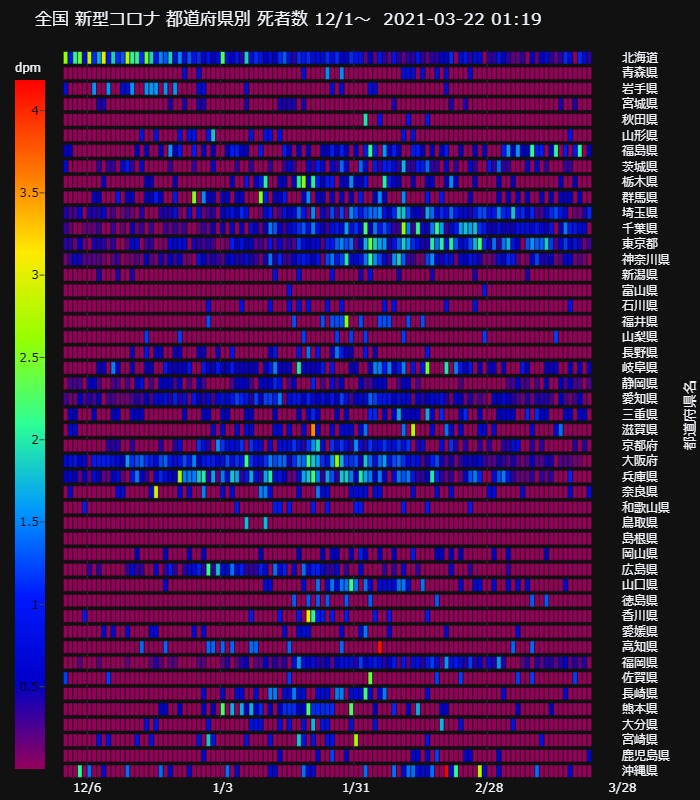 全国 新型コロナ 都道府県別 死者数 12/1〜 2021-03-22 01:19
dpm
4
3.5
3
2.5
2
1.5
1
0.5
北海道
青森県
岩手県
宮城県
秋田県
山形県
福島県
茨城県
栃木県
群馬県
埼玉県
千葉県
東京都
神奈川県
新潟県
富山県
石川県
福井県
山梨県
長野県
岐阜県
静岡県
愛知県
三重県
滋賀県
京都府
大阪府
兵庫県
奈良県
和歌山県
鳥取県
島根県
岡山県
広島県
山口県
徳島県
香川県
愛媛県
高知県
福岡県
佐賀県
長崎県
熊本県
大分県
宮崎県
鹿児島県
沖縄県
都道府県名
12/6
1/3
1/31
2/28
3/28